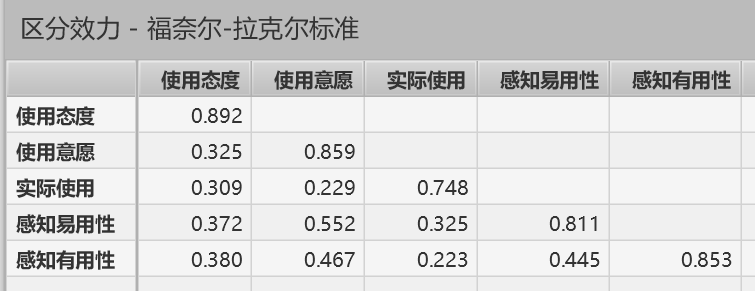 区分效力 - 福奈尔-拉克尔标准
使用态度 使用意愿 实际使用 感知易用性 感知有用性
使用态度 0.892
使用意愿 0.325 0.859
实际使用 0.309 0.229 0.748
感知易用性 0.372 0.552 0.325 0.811
感知有用性 0.380 0.467 0.223 0.445 0.853